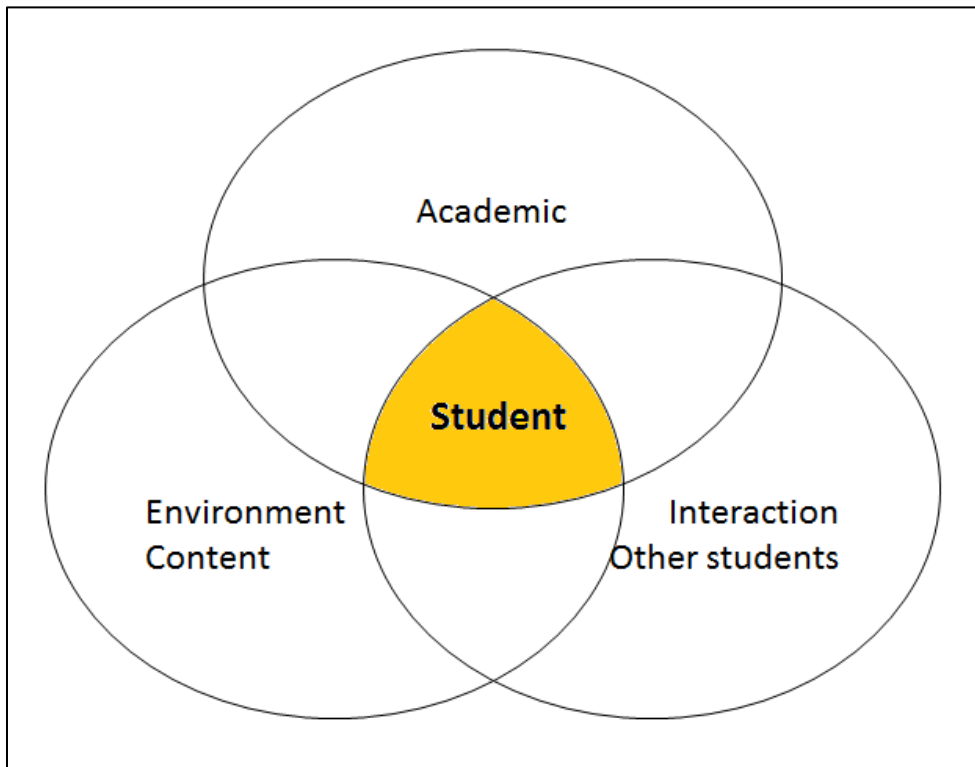 Academic
Student
Environment
Content
Interaction
Other students